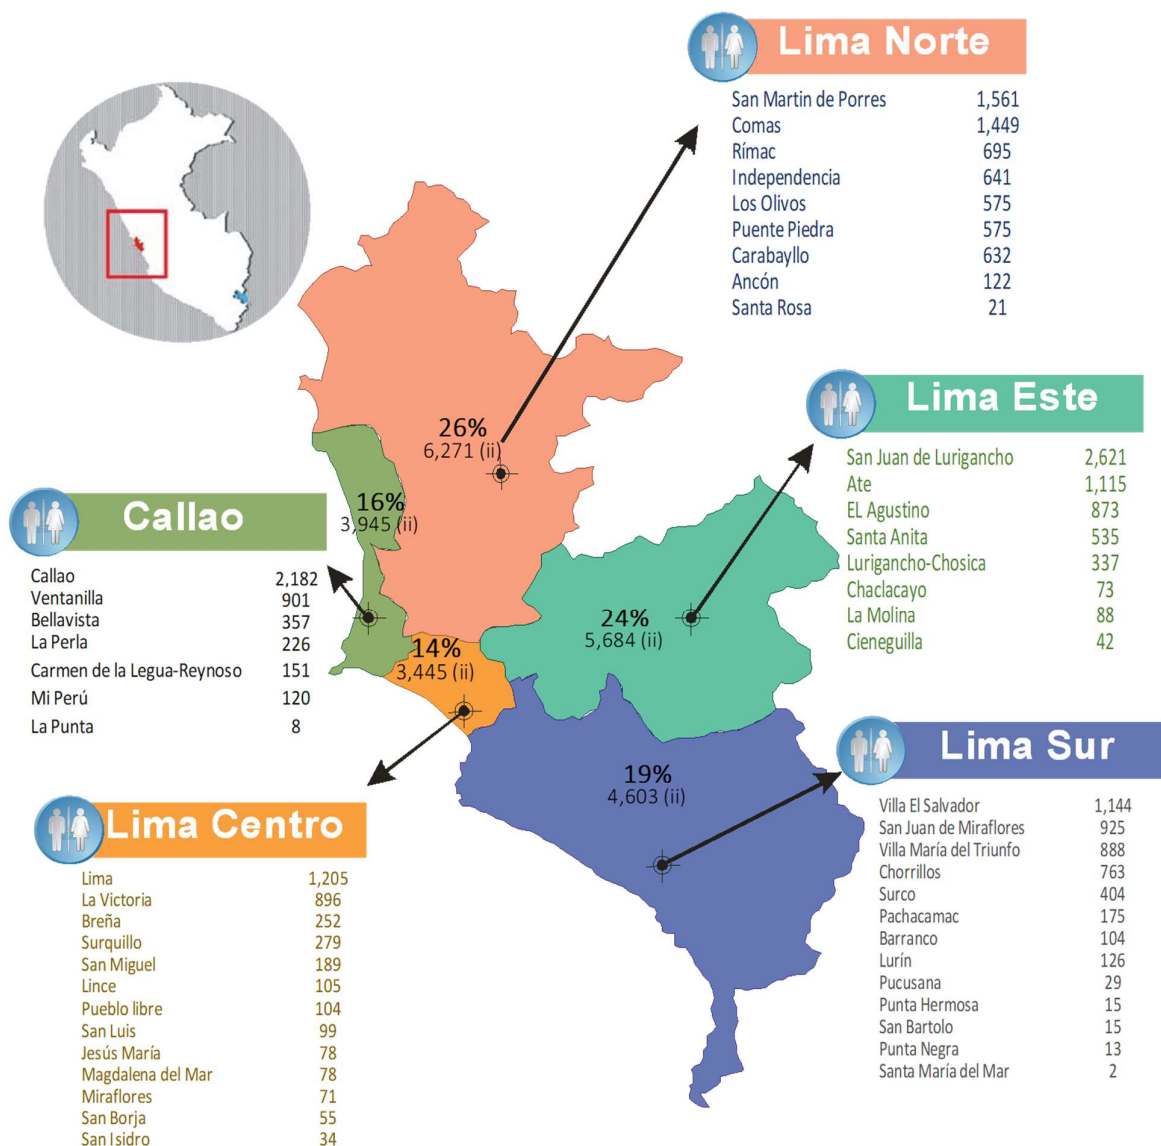 Lima Norte
San Martin de Porres 1,561
Comas 1,449
Rímac 695
Independencia 641
Los Olivos 575
Puente Piedra 575
Carabayllo 632
Ancón 122
Santa Rosa 21
26%
6,271 (ii)
Lima Este
San Juan de Lurigancho 2,621
Ate 1,115
EL Agustino 873
Santa Anita 535
Lurigancho-Chosica 337
Chaclacayo 73
La Molina 88
Cieneguilla 42
24%
5,684 (ii)
16%
3,945 (ii)
Callao
Callao 2,182
Ventanilla 901
Bellavista 357
La Perla 226
Carmen de la Legua-Reynoso 151
Mi Perú 120
La Punta 8
14%
3,445 (ii)
19%
4,603 (ii)
Lima Sur
Villa El Salvador 1,144
San Juan de Miraflores 925
Villa María del Triunfo 888
Chorrillos 763
Surco 404
Pachacamac 175
Barranco 104
Lurín 126
Pucusana 29
Punta Hermosa 15
San Bartolo 15
Punta Negra 13
Santa María del Mar 2
Lima Centro
Lima 1,205
La Victoria 896
Breña 252
Surquillo 279
San Miguel 189
Lince 105
Pueblo libre 104
San Luis 99
Jesús María 78
Magdalena del Mar 78
Miraflores 71
San Borja 55
San Isidro 34